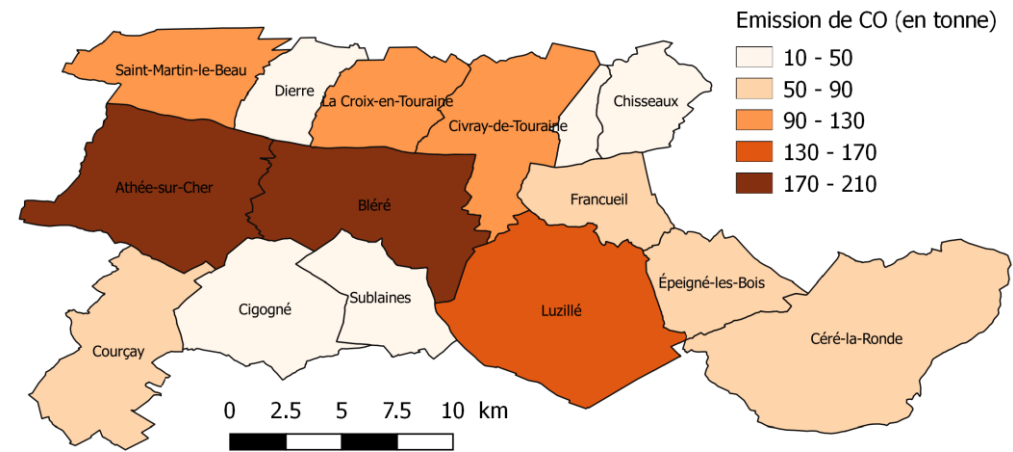 Emission de CO (en tonne)
10 - 50
50 - 90
90 - 130
130 - 170
170 - 210
Saint-Martin-le-Beau
Dierre
La Croix-en-Touraine
Civray-de-Touraine
Chisseaux
Athée-sur-Cher
Bléré
Francueil
Cigogné
Sublaines
Luzillé
Épeigné-les-Bois
Courçay
Céré-la-Ronde
0 2.5 5 7.5 10 km